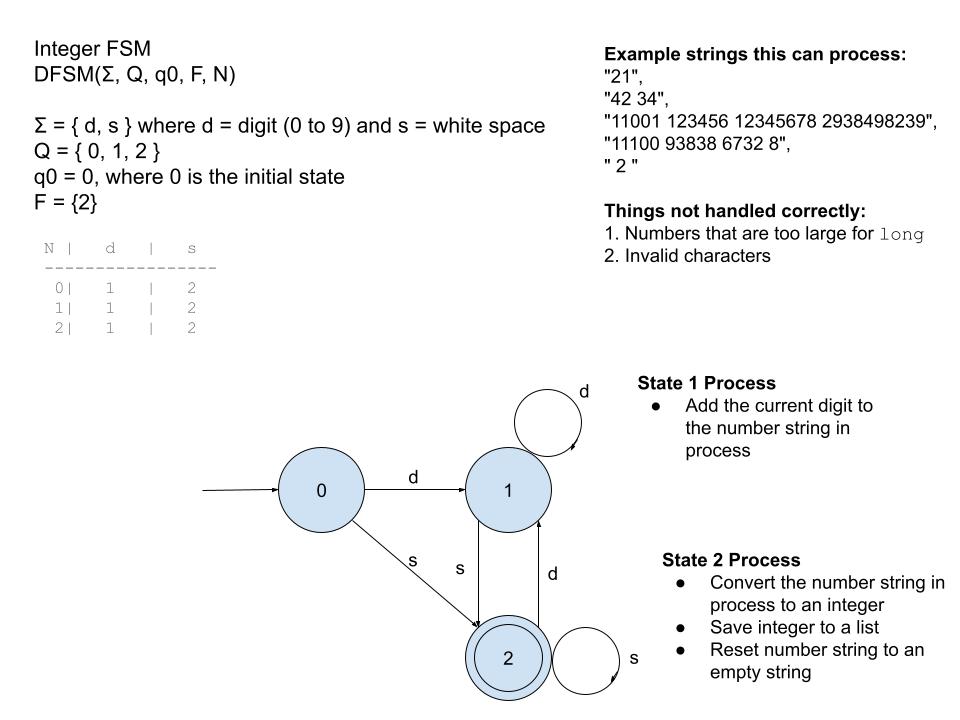 Integer FSM
DFSM(Σ, Q, q0, F, N)
Σ = { d, s } where d = digit (0 to 9) and s = white space
Q = { 0, 1, 2 }
q0 = 0, where 0 is the initial state
F = {2}
N |   d   |   s
-----------------
0|   1   |   2
1|   1   |   2
2|   1   |   2
Example strings this can process:
"21",
"42 34",
"11001 123456 12345678 2938498239",
"11100 93838 6732 8",
" 2 "
Things not handled correctly:
1. Numbers that are too large for long
2. Invalid characters
State 1 Process
● Add the current digit to
the number string in
process
d
0
d
1
s
s
d
2
s
State 2 Process
● Convert the number string in
process to an integer
● Save integer to a list
● Reset number string to an
empty string